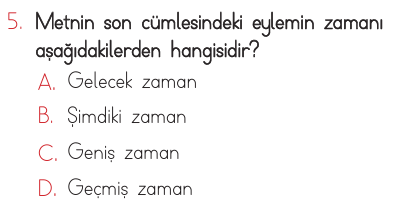 5. Metnin son cümlesindeki eylemin zamanı
aşağıdakilerden hangisidir?
A. Gelecek zaman
B. Şimdiki zaman
C. Geniş zaman
D. Geçmiş zaman